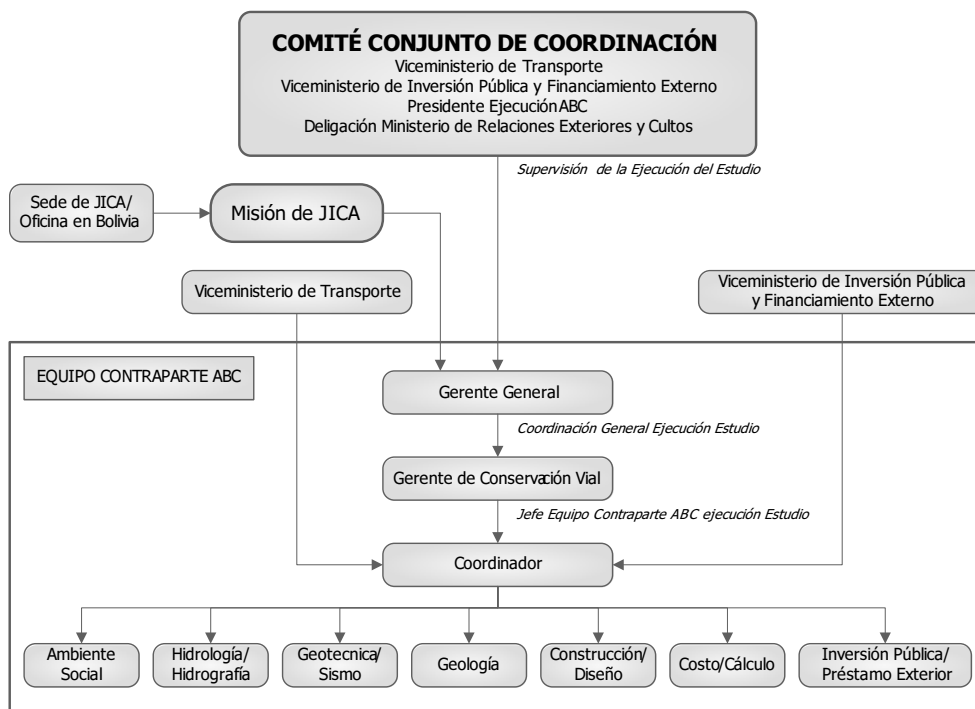 COMITÉ CONJUNTO DE COORDINACIÓN
Viceministerio de Transporte
Viceministerio de Inversión Pública y Financiamiento Externo
Presidente Ejecución ABC
Deligación Ministerio de Relaciones Exteriores y Cultos
Supervisión de la Ejecución del Estudio
Sede de JICA/
Oficina en Bolivia
Misión de JICA
Viceministerio de Transporte
Viceministerio de Inversión Pública
y Financiamiento Externo
EQUIPO CONTRAPARTE ABC
Gerente General
Coordinación General Ejecución Estudio
Gerente de Conservación Vial
Jefe Equipo Contraparte ABC ejecución Estudio
Coordinador
Ambiente
Social
Hidrología/
Hidrografía
Geotecnica/
Sismo
Geología
Construcción/
Diseño
Costo/Cálculo
Inversión Pública/
Préstamo Exterior